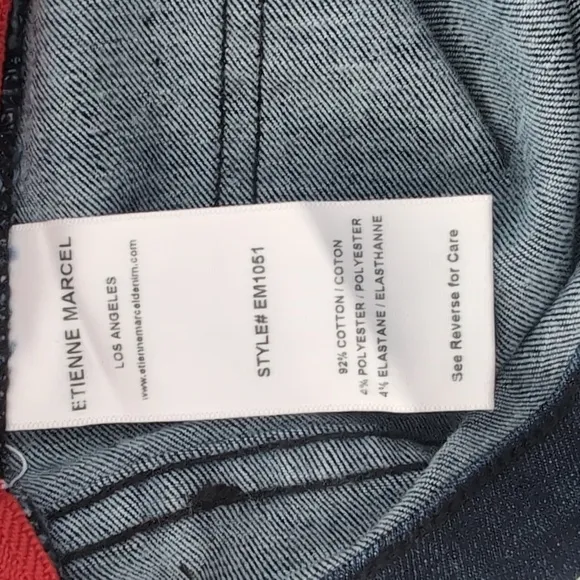 ETIENNE MARCEL
LOS ANGELES
www.etiennemarceldenim.com
STYLE# EM1051
92% COTTON / COTON
4% POLYESTER / POLYESTER
4% ELASTANE / ELASTHANNE
See Reverse for Care